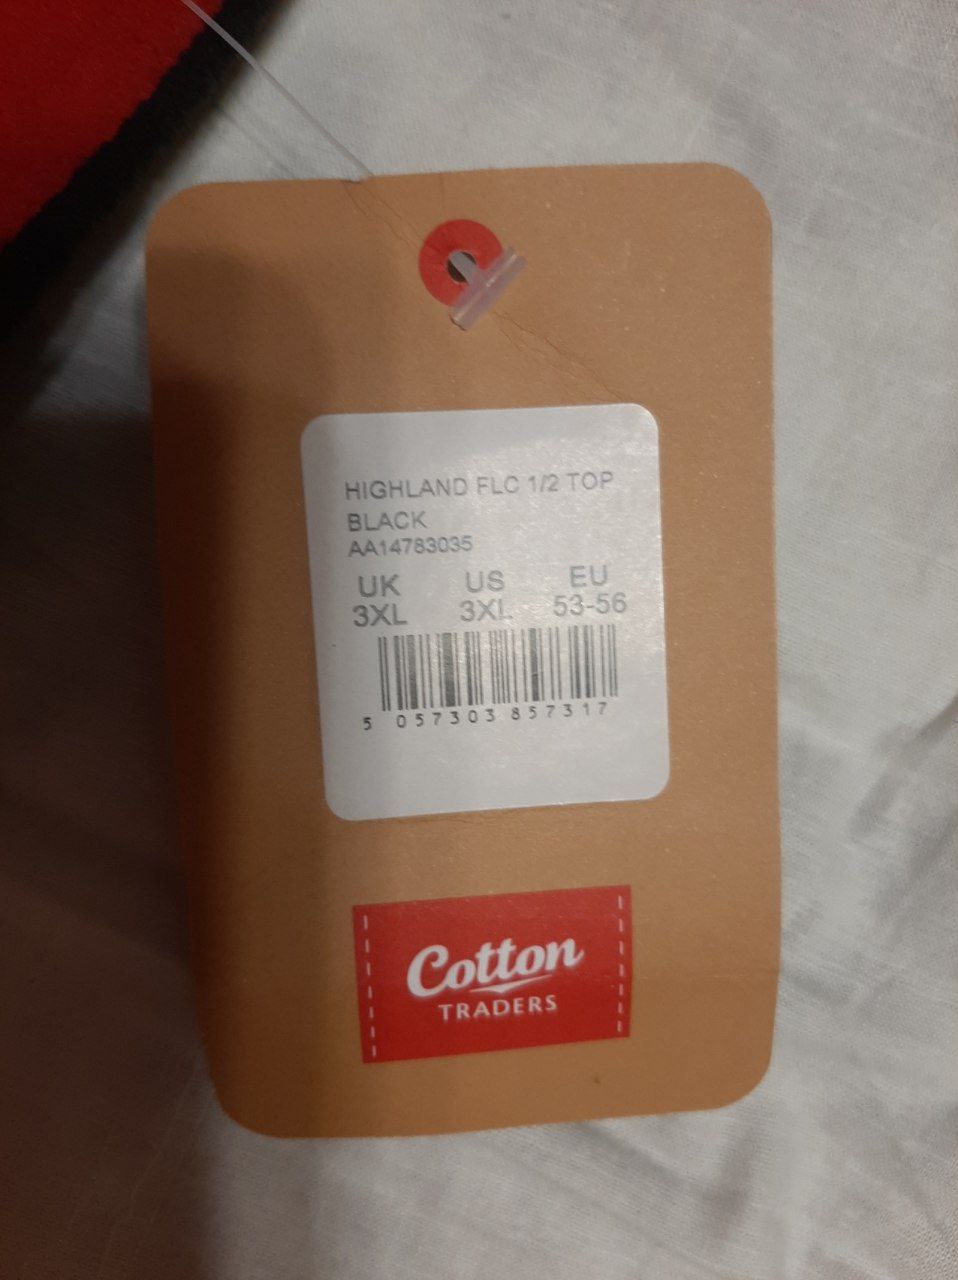 HIGHLAND FLC 1/2 TOP
BLACK
AA14783035
UK US EU
3XL 3XL 53-56
5 057303 857317
Cotton
TRADERS